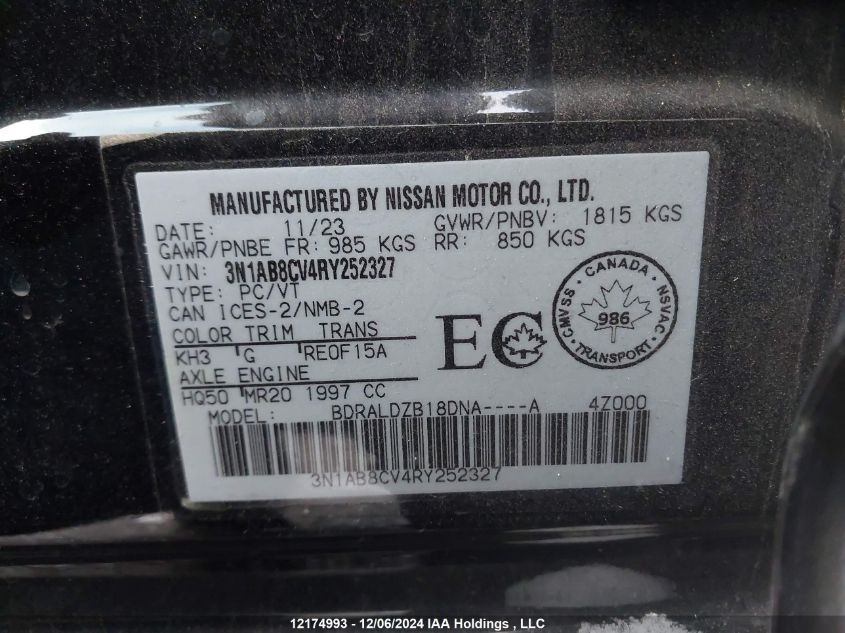 MANUFACTURED BY NISSAN MOTOR CO., LTD.
DATE: 11/23 GVWR/PNBV: 1815 KGS
GAWR/PNBE FR: 985 KGS RR: 850 KGS
VIN: 3N1AB8CV4RY252327
TYPE: PC/VT
CAN ICES-2/NMB-2
COLOR TRIM TRANS
KH3 G RE0F15A
AXLE ENGINE
HQ50 MR20 1997 CC
MODEL: BDRALDZB18DNA----A 4Z000
EC
CANADA
CMVSS 986 NSVAC
TRANSPORT
3N1AB8CV4RY252327
12174993 - 12/06/2024 IAA Holdings , LLC